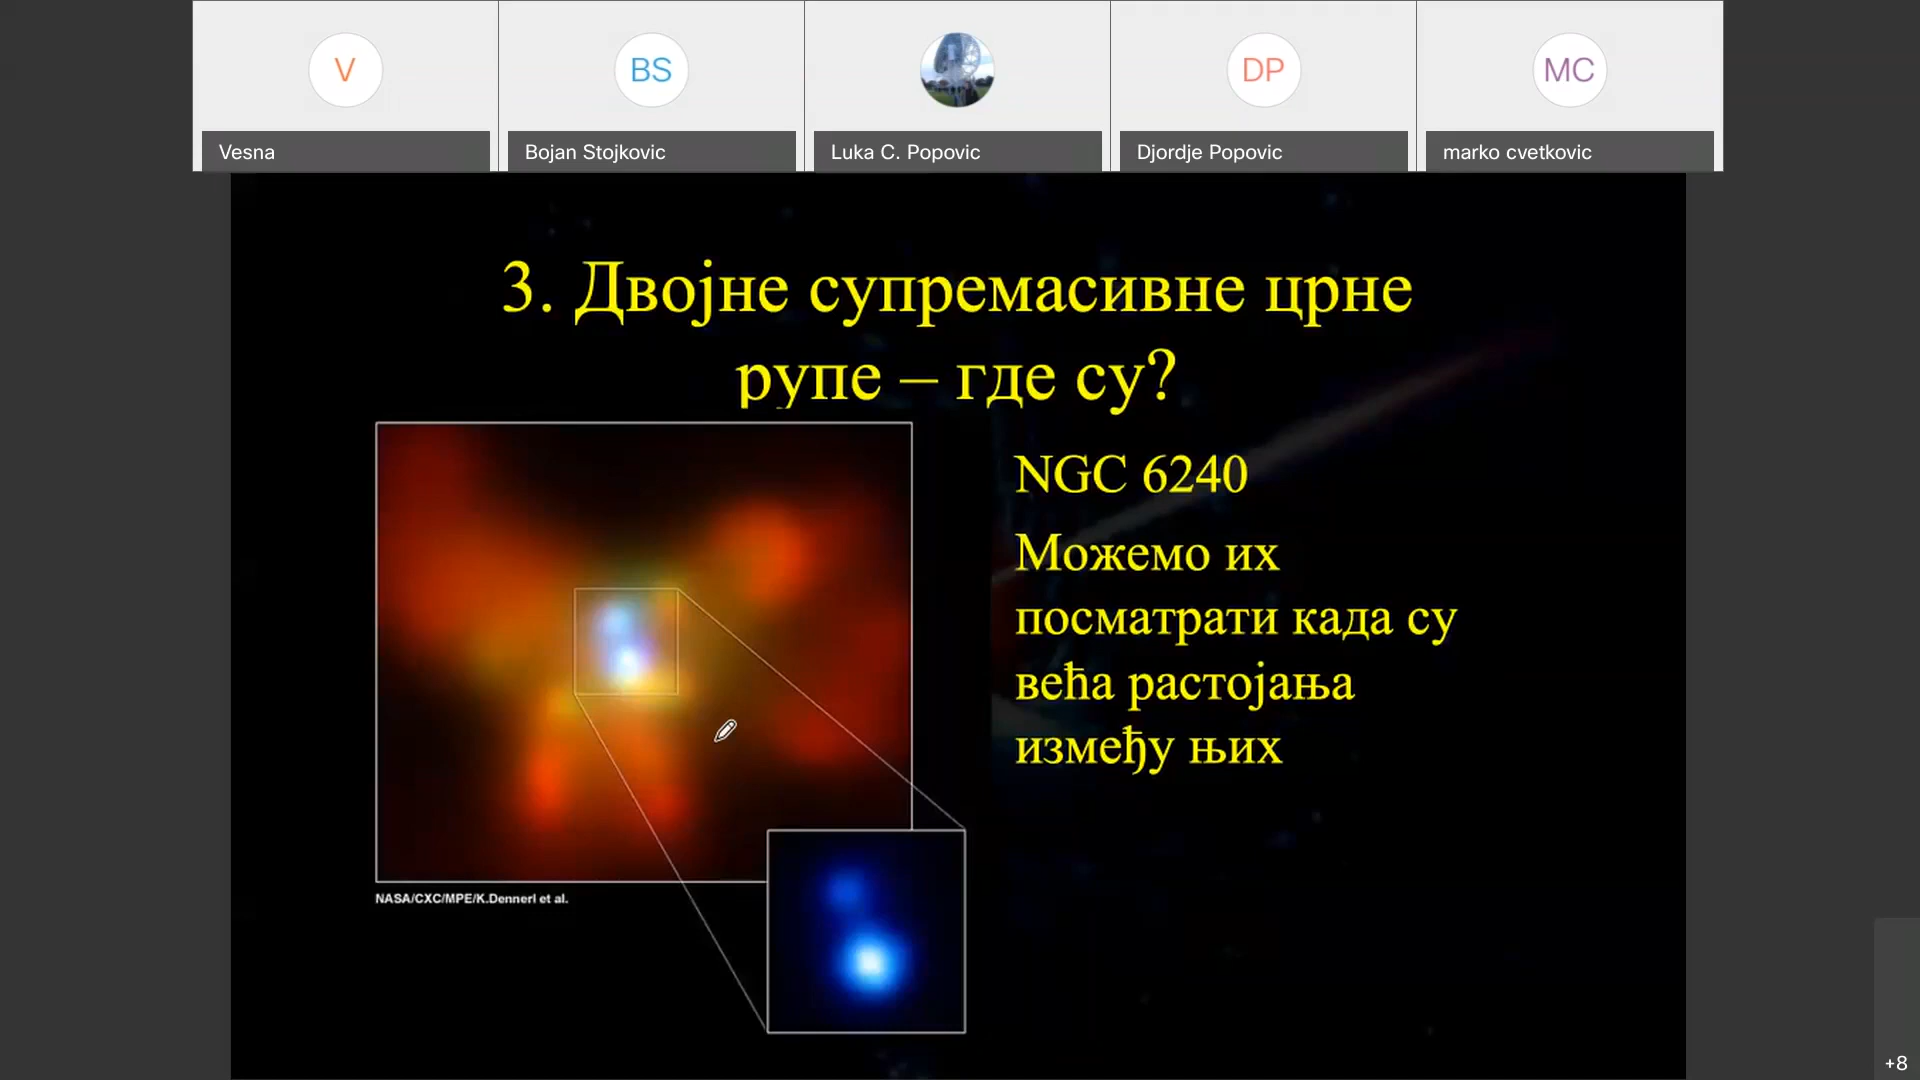 V
BS
DP
MC
Vesna
Bojan Stojkovic
Luka C. Popovic
Djordje Popovic
marko cvetkovic
3. Двојне супремасивне црне
рупе – где су?
NGC 6240
Можемо их
посматрати када су
већа растојања
између њих
NASA/CXC/MPE/K.Dennerl et al.
+8